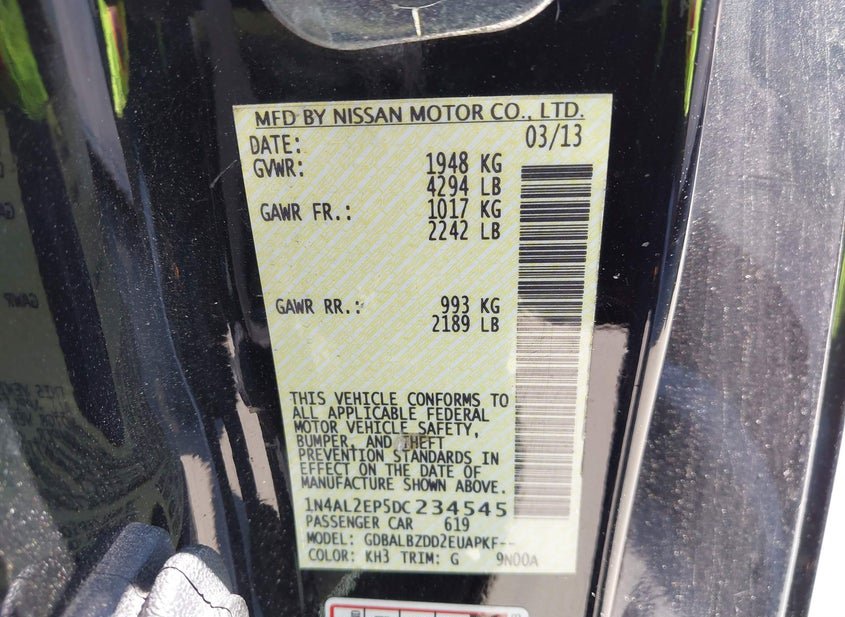 MFD BY NISSAN MOTOR CO., LTD.
DATE: 03/13
GVWR: 1948 KG
4294 LB
GAWR FR.: 1017 KG
2242 LB
GAWR RR.: 993 KG
2189 LB
THIS VEHICLE CONFORMS TO
ALL APPLICABLE FEDERAL
MOTOR VEHICLE SAFETY,
BUMPER, AND THEFT
PREVENTION STANDARDS IN
EFFECT ON THE DATE OF
MANUFACTURE SHOWN ABOVE.
1N4AL2EP5DC234545
PASSENGER CAR 619
MODEL: GDBALBZDD2EUAPKF--
COLOR: KH3 TRIM: G 9N00A